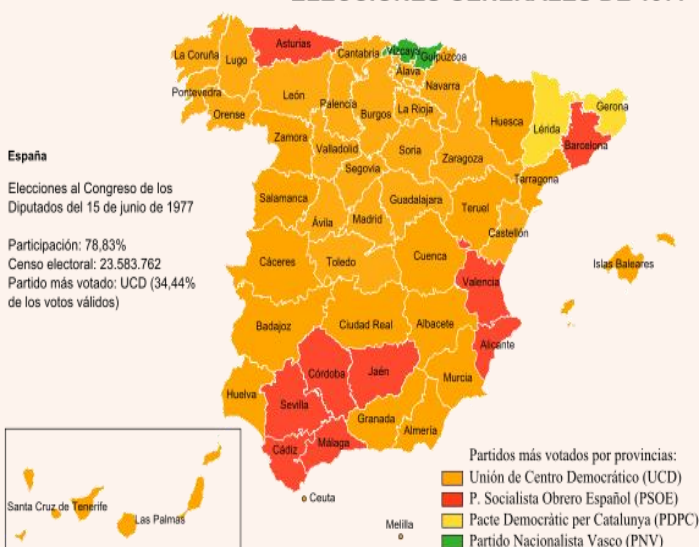 La Coruña
Lugo
Asturias
Cantabria
Vizcaya
Guipúzcoa
Álava
Navarra
Pontevedra
Orense
León
Palencia
Burgos
La Rioja
Huesca
Lérida
Gerona
Barcelona
Zamora
Valladolid
Soria
Zaragoza
Tarragona
España
Segovia
Elecciones al Congreso de los
Diputados del 15 de junio de 1977
Salamanca
Ávila
Madrid
Guadalajara
Teruel
Castellón
Participación: 78,83%
Censo electoral: 23.583.762
Partido más votado: UCD (34,44%
de los votos válidos)
Cáceres
Toledo
Cuenca
Valencia
Islas Baleares
Badajoz
Ciudad Real
Albacete
Alicante
Córdoba
Jaén
Murcia
Huelva
Sevilla
Granada
Almería
Cádiz
Málaga
Ceuta
Melilla
Santa Cruz de Tenerife
Las Palmas
Partidos más votados por provincias:
Unión de Centro Democrático (UCD)
P. Socialista Obrero Español (PSOE)
Pacte Democràtic per Catalunya (PDPC)
Partido Nacionalista Vasco (PNV)